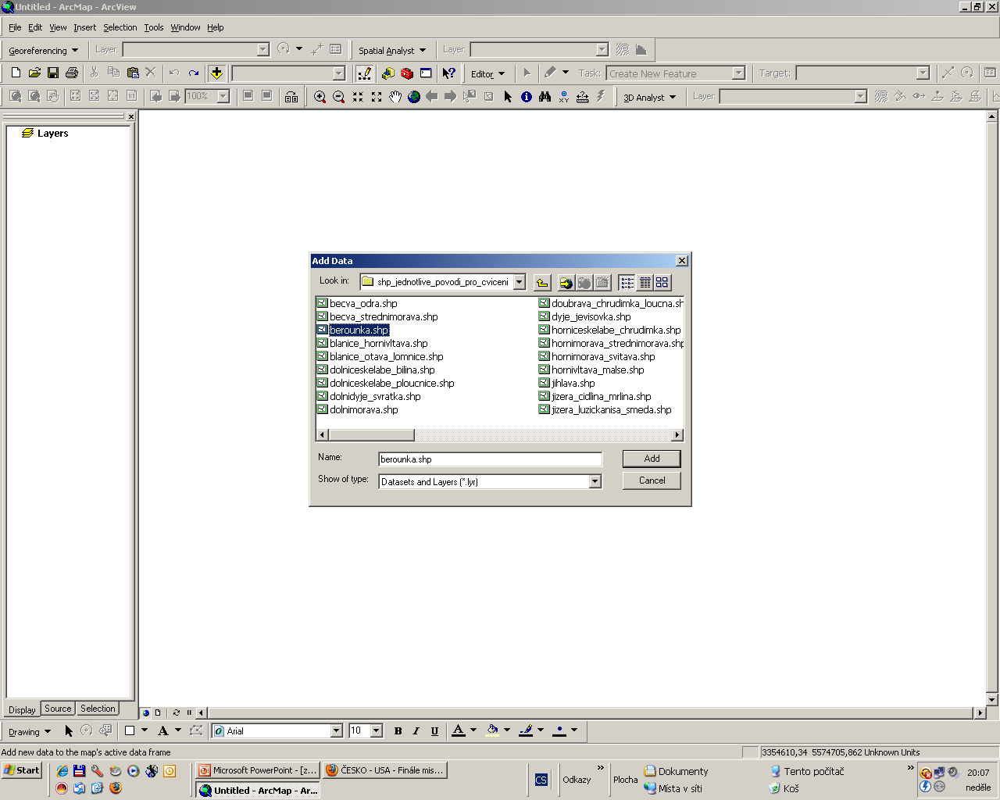 Untitled - ArcMap - ArcView
File Edit View Insert Selection Tools Window Help
Georeferencing Layer: Spatial Analyst Layer:
Editor Task: Create New Feature Target:
100% 3D Analyst Layer:
Layers
Add Data
Look in: shp_jednotlive_povodi_pro_cviceni
becva_odra.shp
becva_strednimorava.shp
berounka.shp
blanice_hornivltava.shp
blanice_otava_lomnice.shp
dolniceskelabe_bilina.shp
dolniceskelabe_ploucnice.shp
dolnidyje_svratka.shp
dolnimorava.shp
doubrava_chrudimka_loucna.sh
dyje_jevisovka.shp
horniceskelabe_chrudimka.shp
hornimorava_strednimorava.shp
hornimorava_svitava.shp
hornivltava_malse.shp
jihlava.shp
jizera_cidlina_mrlina.shp
jizera_luzickanisa_smeda.shp
Name: berounka.shp Add
Show of type: Datasets and Layers (*.lyr) Cancel
Display Source Selection
Drawing A Arial 10 B I U A
Add new data to the map's active data frame 3354610,34 5574705,862 Unknown Units
Start Microsoft PowerPoint - [z... ČESKO - USA - Finále mis... CS Odkazy » Plocha Dokumenty Tento počítač » 20:07
Untitled - ArcMap - Ar... Místa v síti Koš neděle